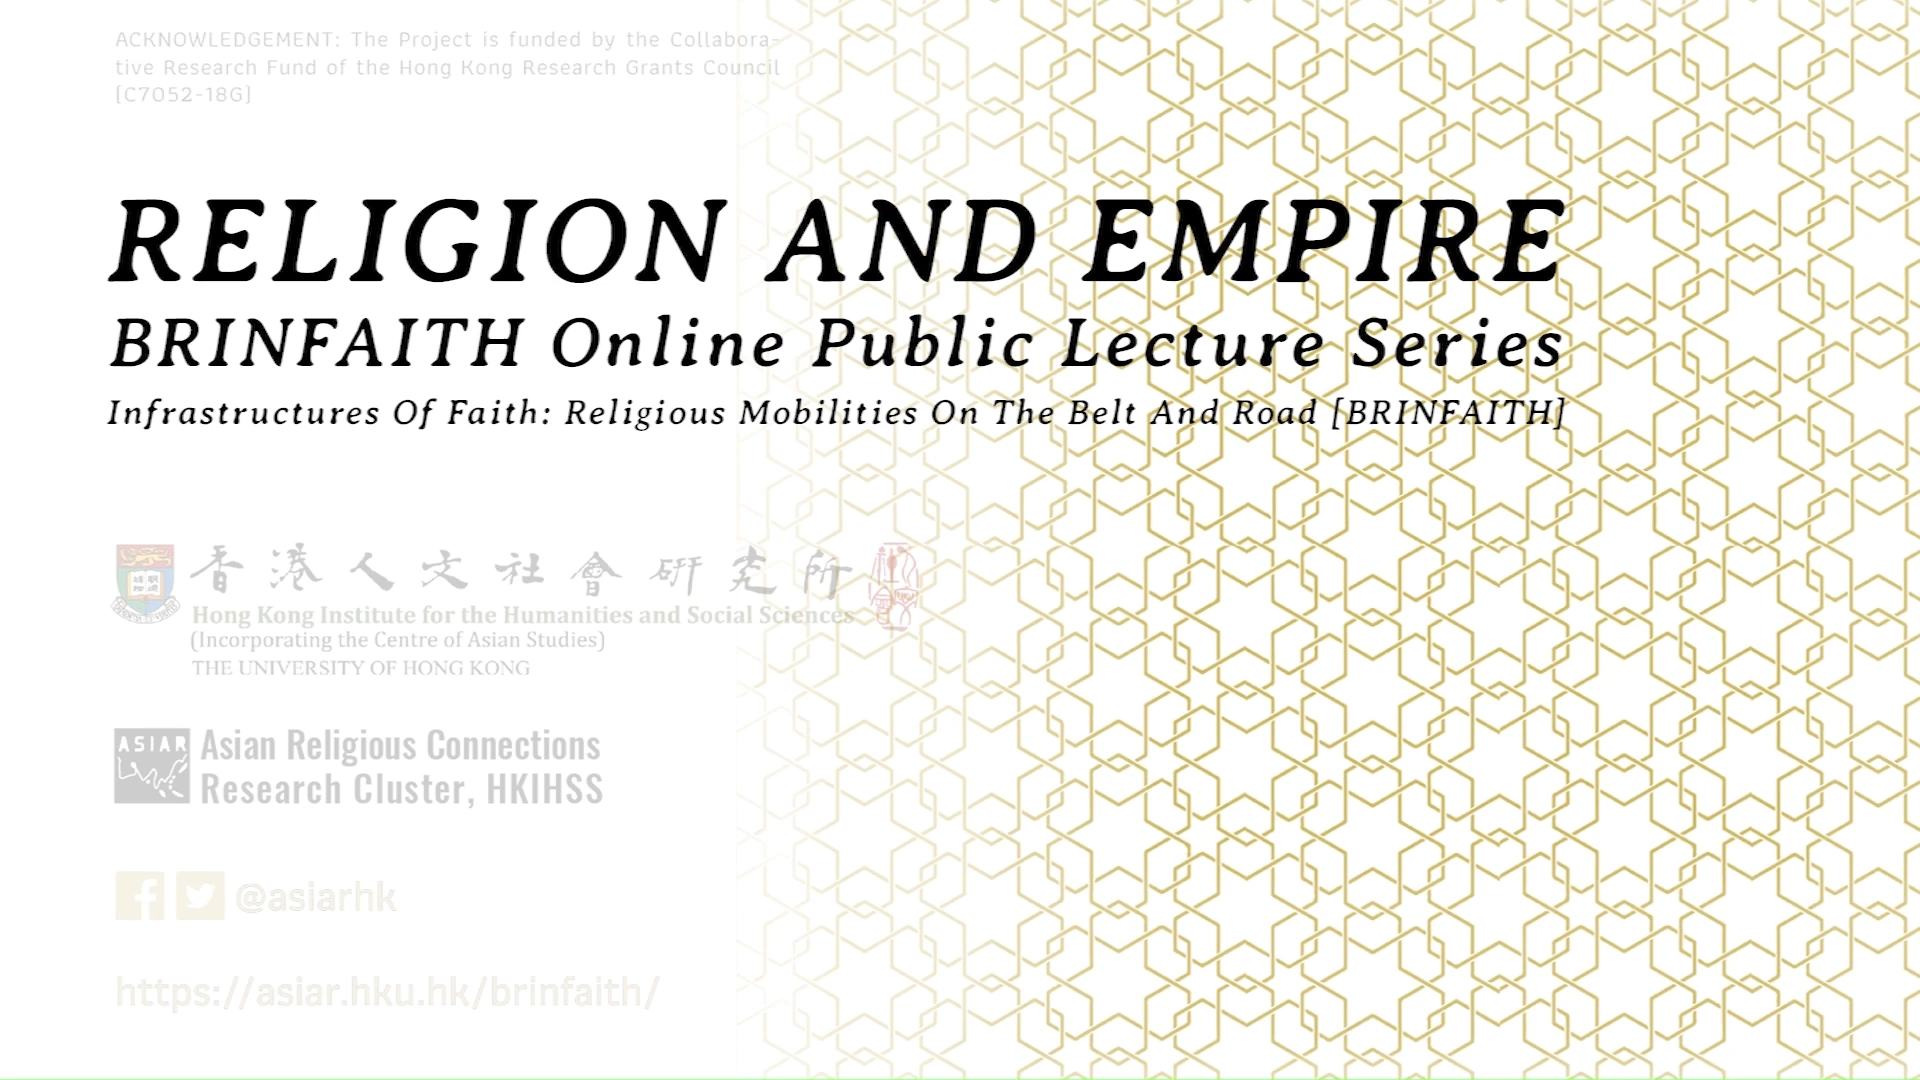 ACKNOWLEDGEMENT: The Project is funded by the Collabora-
tive Research Fund of the Hong Kong Research Grants Council
[C7052-18G]
RELIGION AND EMPIRE
BRINFAITH Online Public Lecture Series
Infrastructures Of Faith: Religious Mobilities On The Belt And Road [BRINFAITH]
香港人文社會研究所
Hong Kong Institute for the Humanities and Social Sciences
(Incorporating the Centre of Asian Studies)
THE UNIVERSITY OF HONG KONG
ASIAR
Asian Religious Connections
Research Cluster, HKIHSS
@asiarhk
https://asiar.hku.hk/brinfaith/